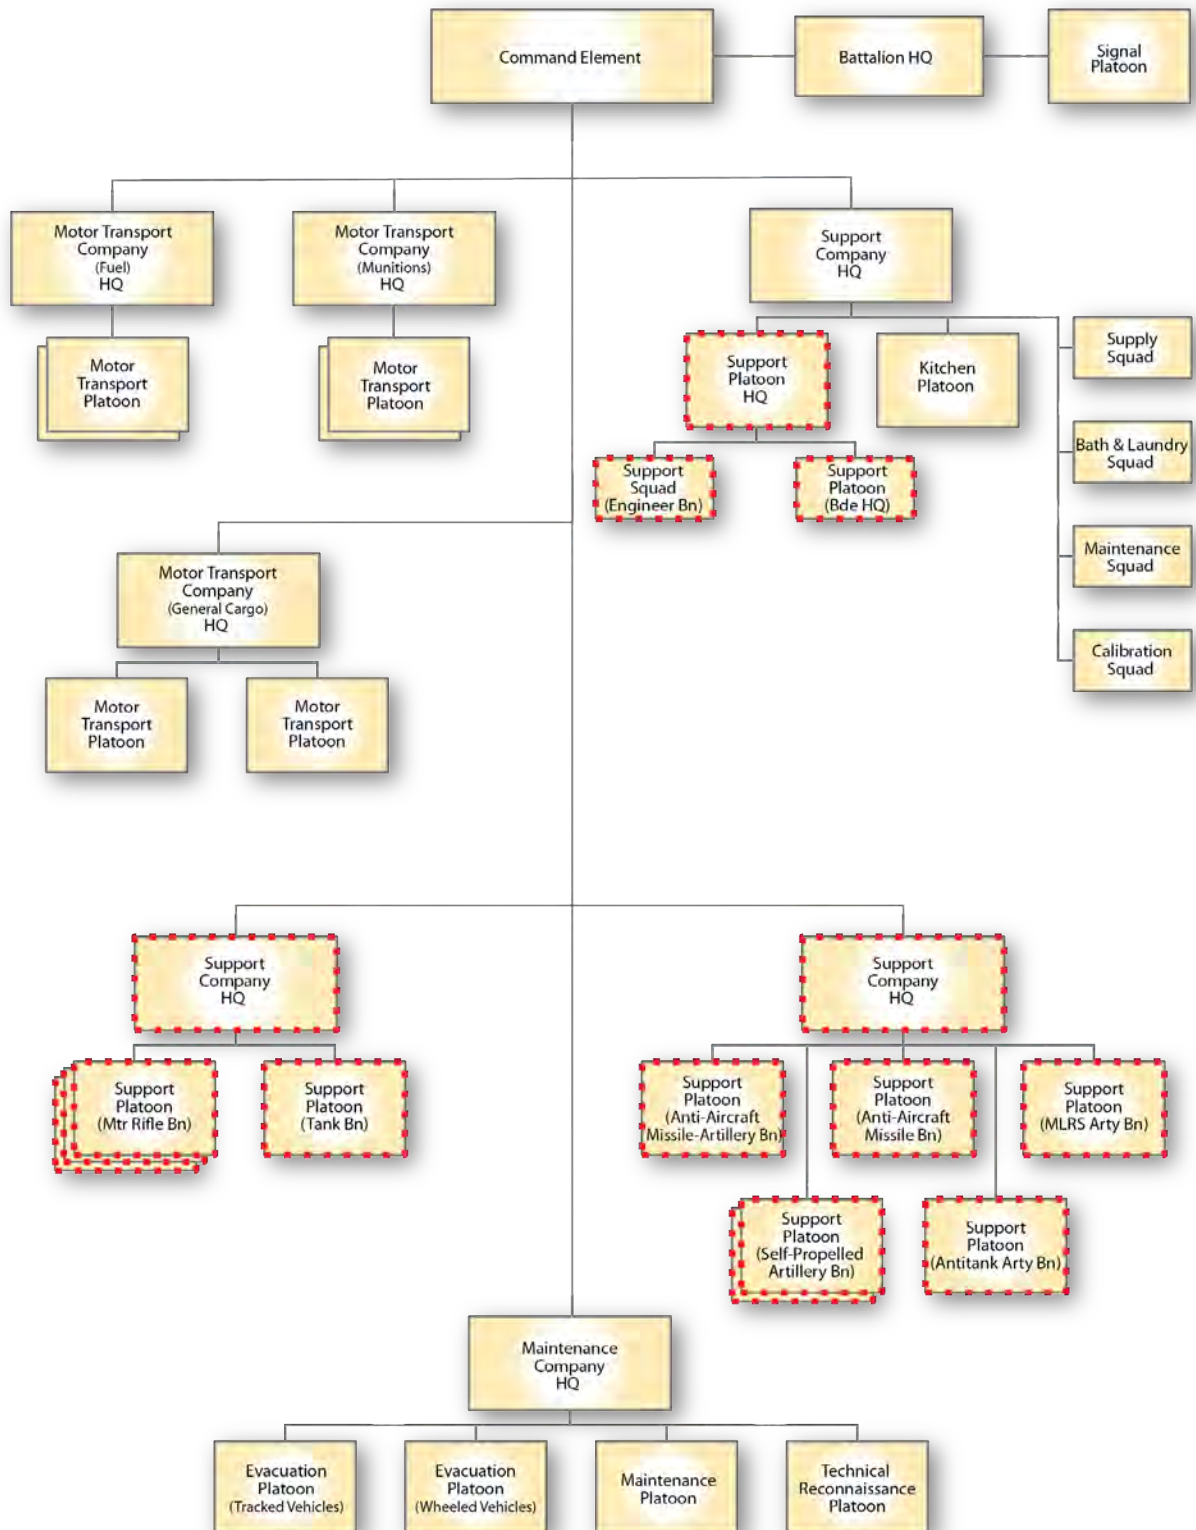 Command Element
Battalion HQ
Signal
Platoon
Motor Transport
Company
(Fuel)
HQ
Motor Transport
Company
(Munitions)
HQ
Support
Company
HQ
Motor
Transport
Platoon
Motor
Transport
Platoon
Support
Platoon
HQ
Kitchen
Platoon
Supply
Squad
Support
Squad
(Engineer Bn)
Support
Platoon
(Bde HQ)
Bath & Laundry
Squad
Maintenance
Squad
Calibration
Squad
Motor Transport
Company
(General Cargo)
HQ
Motor
Transport
Platoon
Motor
Transport
Platoon
Support
Company
HQ
Support
Company
HQ
Support
Platoon
(Mtr Rifle Bn)
Support
Platoon
(Tank Bn)
Support
Platoon
(Anti-Aircraft
Missile-Artillery Bn)
Support
Platoon
(Anti-Aircraft
Missile Bn)
Support
Platoon
(MLRS Arty Bn)
Support
Platoon
(Self-Propelled
Artillery Bn)
Support
Platoon
(Antitank Arty Bn)
Maintenance
Company
HQ
Evacuation
Platoon
(Tracked Vehicles)
Evacuation
Platoon
(Wheeled Vehicles)
Maintenance
Platoon
Technical
Reconnaissance
Platoon